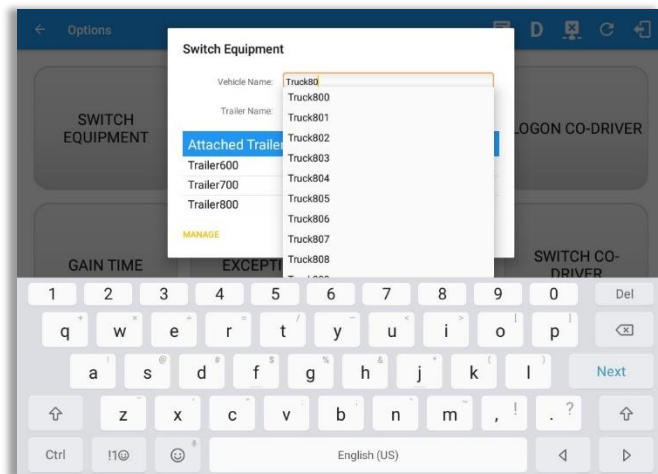 Options
D
Switch Equipment
Vehicle Name: Truck80
Trailer Name:
Truck800
Truck801
Truck802
Truck803
Truck804
Truck805
Truck806
Truck807
Truck808
Attached Trailer
Trailer600
Trailer700
Trailer800
MANAGE
SWITCH
EQUIPMENT
LOGON CO-DRIVER
GAIN TIME
EXCEPTI
SWITCH CO-
DRIVER
1 2 3 4 5 6 7 8 9 0 Del
q w e r t y u i o p
a s d f g h j k l Next
z x c v b n m , ! . ?
Ctrl !1☺ English (US)